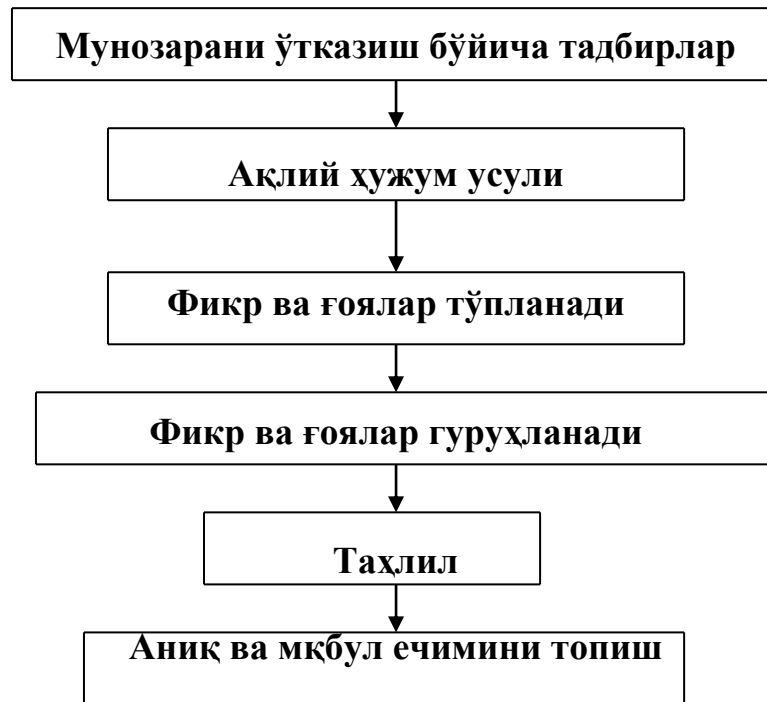 Мунозарани ўтказиш бўйича тадбирлар
Ақлий ҳужум усули
Фикр ва ғоялар тўпланади
Фикр ва ғоялар гуруҳланади
Таҳлил
Аниқ ва мқбул ечимини топиш